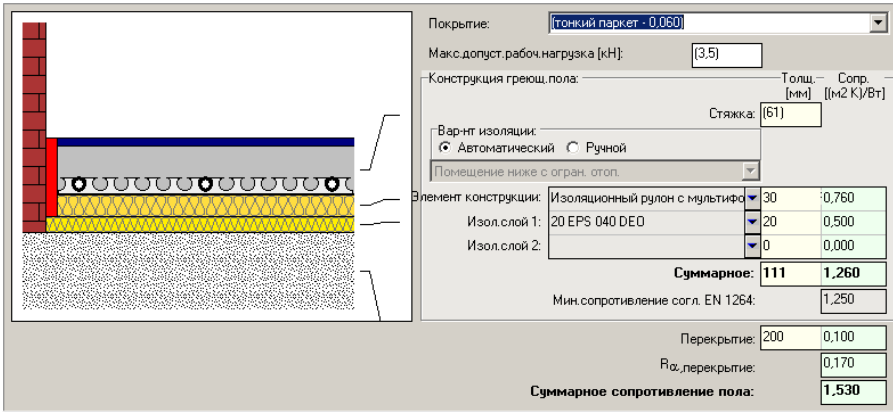 Покрытие: (тонкий паркет - 0,060)
Макс.допуст.рабоч.нагрузка [кН]: (3,5)
Конструкция греющ.пола: Толщ. Сопр.
[мм] [(м2 К)/Вт]
Стяжка: (61)
Вар-нт изоляции:
Автоматический Ручной
Помещение ниже с огран. отоп.
Элемент конструкции: Изоляционный рулон с мультифо 30 0,760
Изол.слой 1: 20 EPS 040 DEO 20 0,500
Изол.слой 2: 0 0,000
Суммарное: 111 1,260
Мин.сопротивление согл. EN 1264: 1,250
Перекрытие: 200 0,100
Rα,перекрытие: 0,170
Суммарное сопротивление пола: 1,530